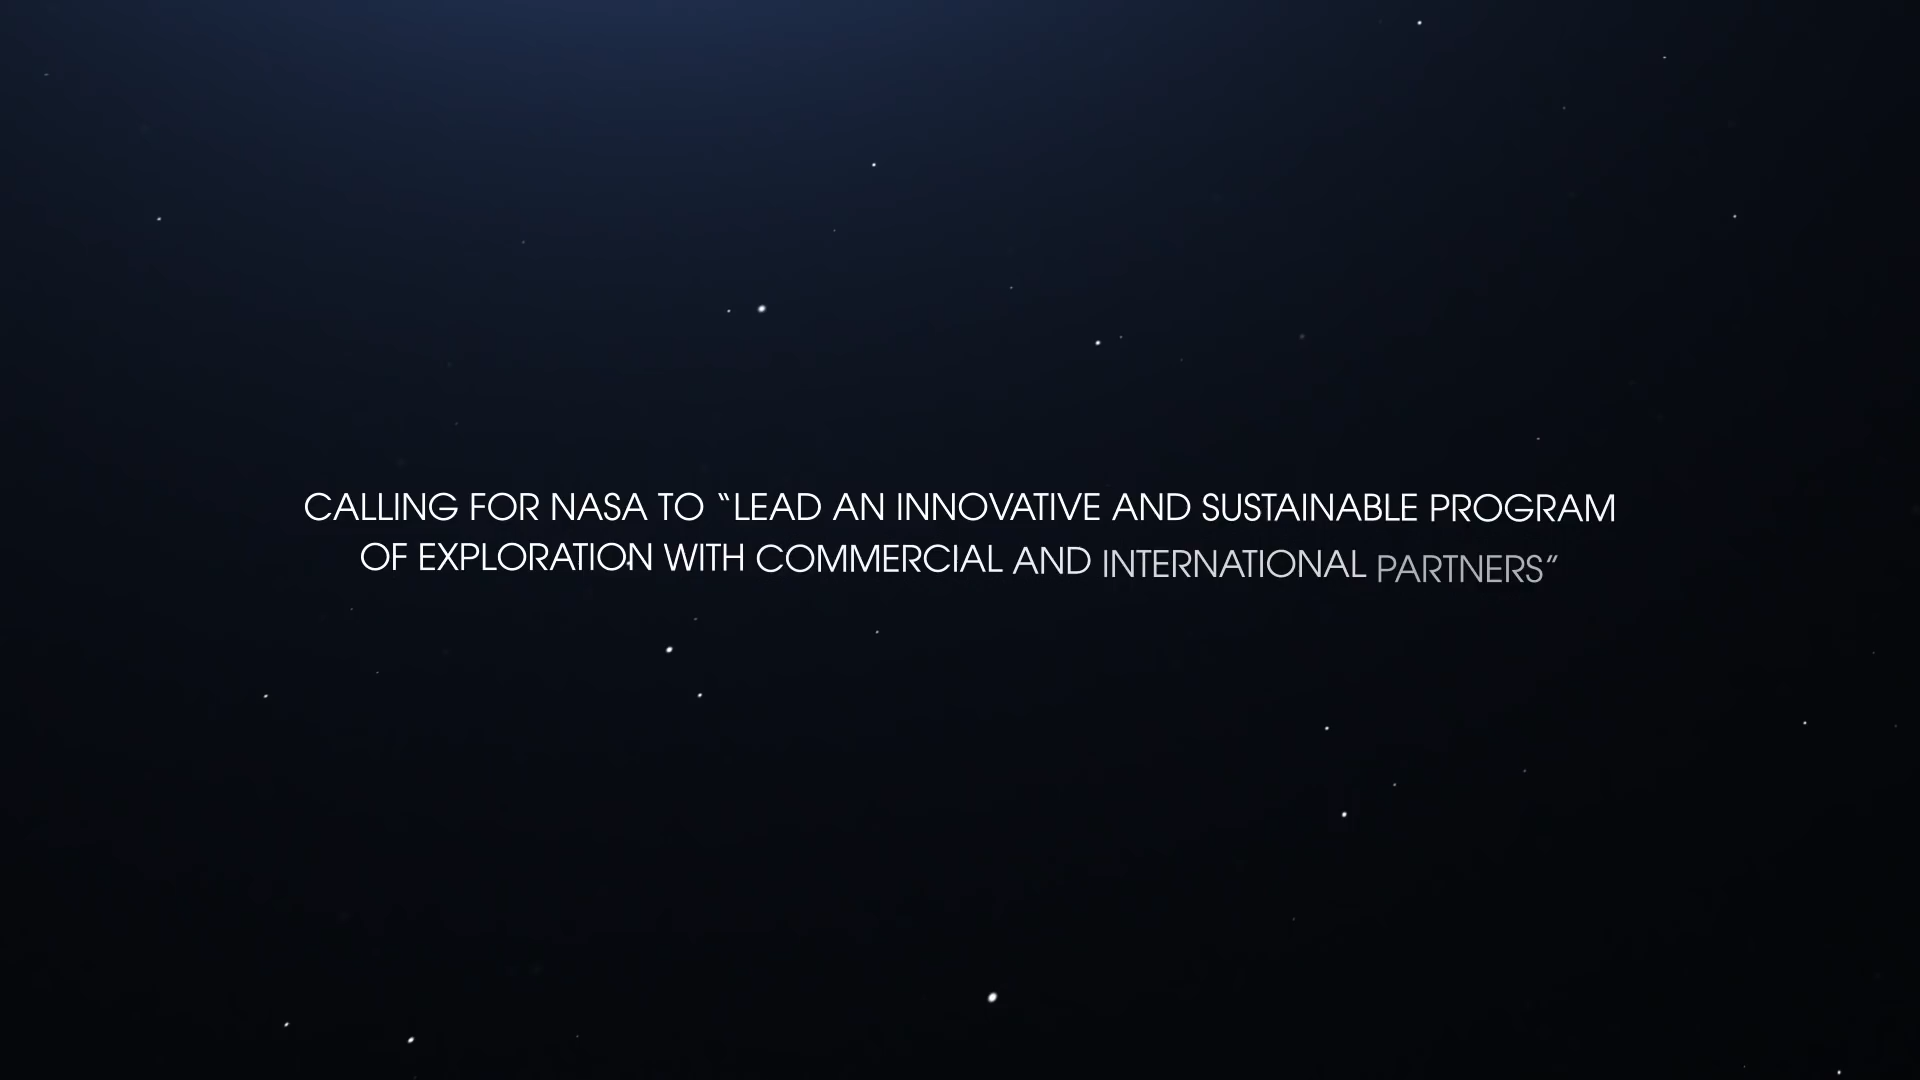 CALLING FOR NASA TO “LEAD AN INNOVATIVE AND SUSTAINABLE PROGRAM
OF EXPLORATION WITH COMMERCIAL AND INTERNATIONAL PARTNERS”